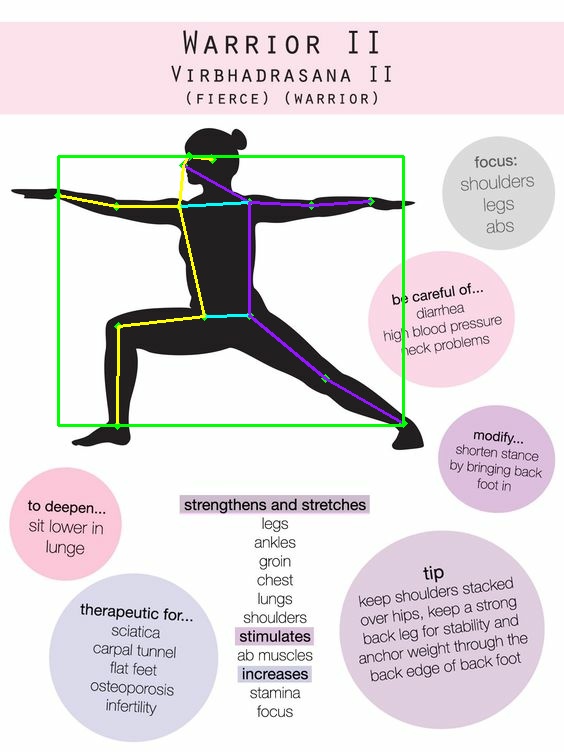 WARRIOR II
VIRBHADRASANA II
(FIERCE) (WARRIOR)
focus:
shoulders
legs
abs
be careful of...
diarrhea
high blood pressure
neck problems
modify...
shorten stance
by bringing back
foot in
to deepen...
sit lower in
lunge
strengthens and stretches
legs
ankles
groin
chest
lungs
shoulders
stimulates
ab muscles
increases
stamina
focus
therapeutic for...
sciatica
carpal tunnel
flat feet
osteoporosis
infertility
tip
keep shoulders stacked
over hips, keep a strong
back leg for stability and
anchor weight through the
back edge of back foot